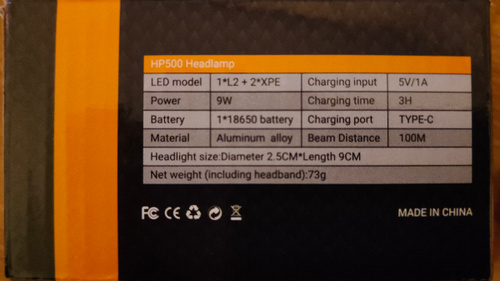 HP500 Headlamp
LED model 1*L2 + 2*XPE Charging input 5V/1A
Power 9W Charging time 3H
Battery 1*18650 battery Charging port TYPE-C
Material Aluminum alloy Beam Distance 100M
Headlight size:Diameter 2.5CM*Length 9CM
Net weight (including headband):73g
FC CE MADE IN CHINA